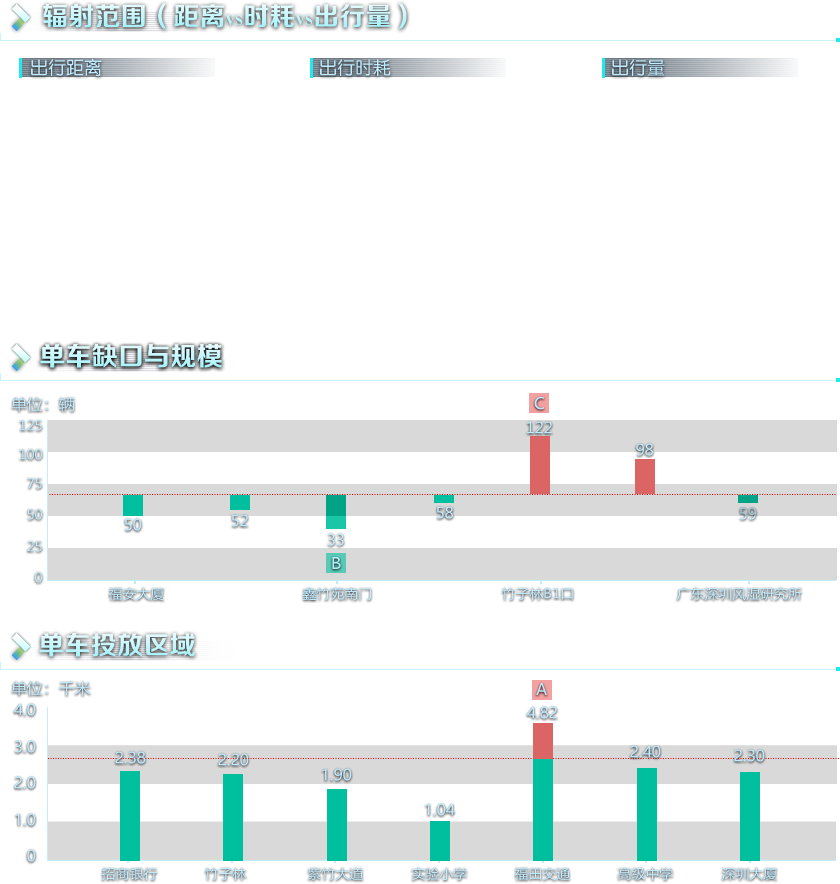 辐射范围（距离vs时耗vs出行量）
出行距离 出行时耗 出行量
单车缺口与规模
单位：辆
C
125
122
100
98
75
50
50 52 58 59
33
25
B
0
福安大厦 鑫竹苑南门 竹子林B1口 广东深圳风湿研究所
单车投放区域
单位：千米
A
4.0
4.82
3.0
2.38 2.20 1.90 1.04 2.40 2.30
2.0
1.0
0
招商银行 竹子林 紫竹大道 实验小学 福田交通 高级中学 深圳大厦